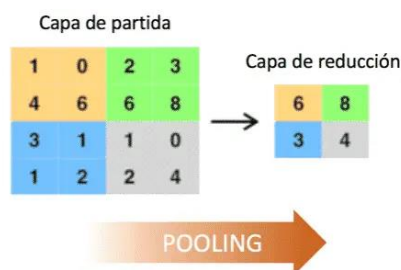 Capa de partida
1 0 2 3
4 6 6 8
3 1 1 0
1 2 2 4
Capa de reducción
6 8
3 4
POOLING